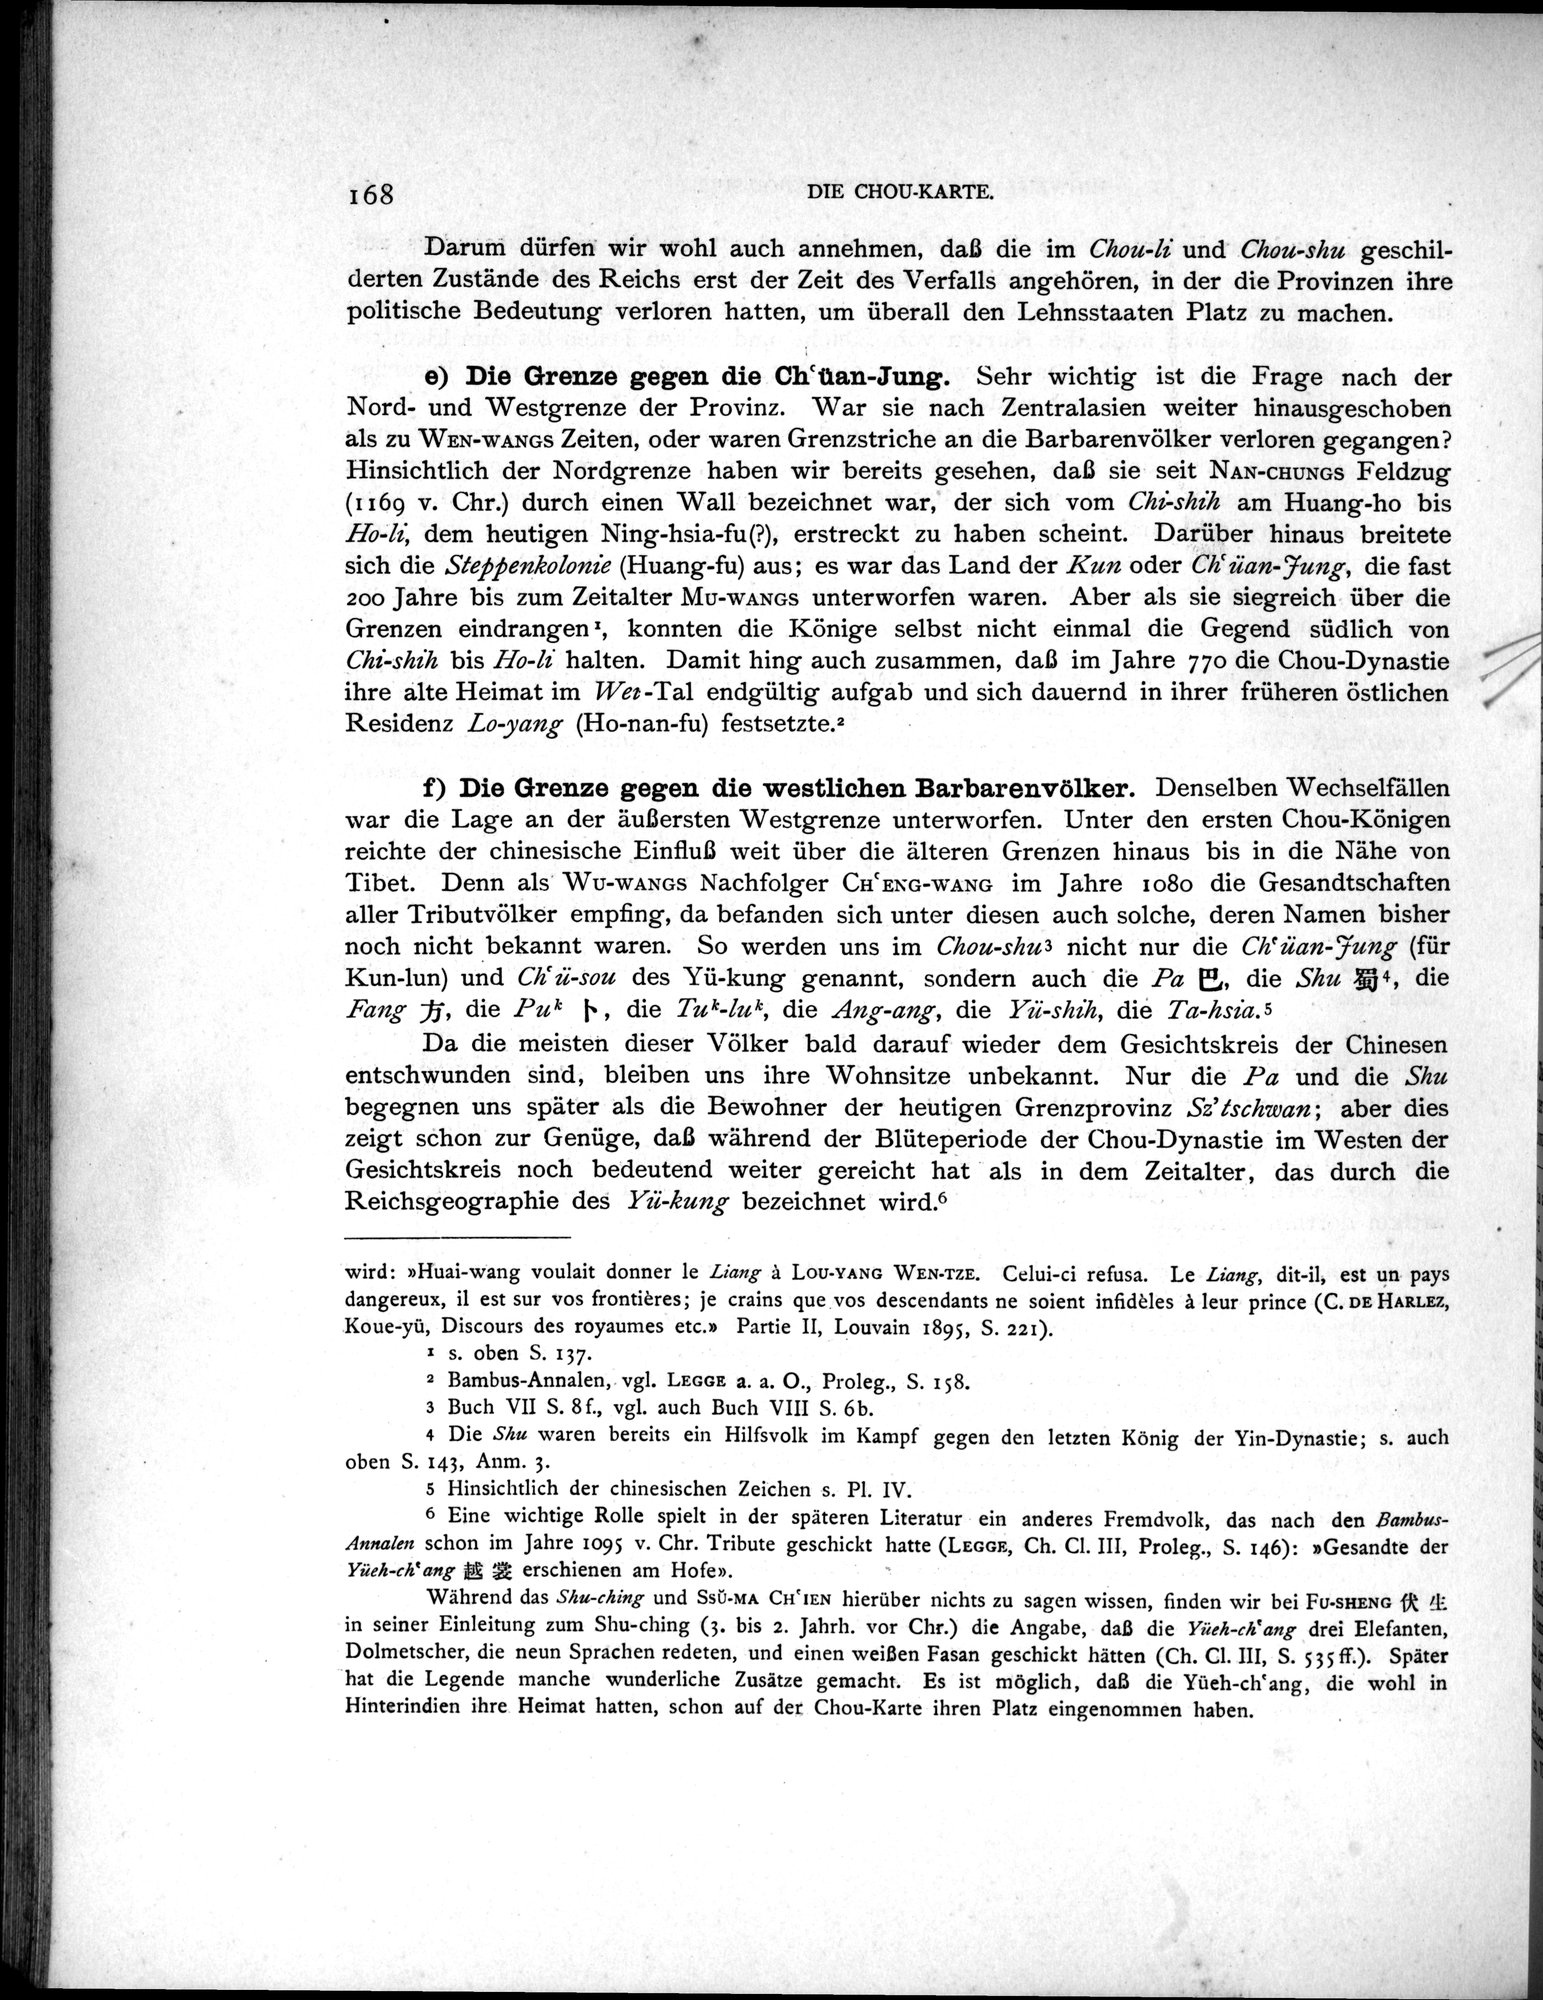 168
DIE CHOU-KARTE.
Darum dürfen wir wohl auch annehmen, daß die im Chou-li und Chou-shu geschil-
derten Zustände des Reichs erst der Zeit des Verfalls angehören, in der die Provinzen ihre
politische Bedeutung verloren hatten, um überall den Lehnsstaaten Platz zu machen.
e) Die Grenze gegen die Chʿüan-Jung. Sehr wichtig ist die Frage nach der
Nord- und Westgrenze der Provinz. War sie nach Zentralasien weiter hinausgeschoben
als zu WEN-WANGS Zeiten, oder waren Grenzstriche an die Barbarenvölker verloren gegangen?
Hinsichtlich der Nordgrenze haben wir bereits gesehen, daß sie seit NAN-CHUNGS Feldzug
(1169 v. Chr.) durch einen Wall bezeichnet war, der sich vom Chi-shih am Huang-ho bis
Ho-li, dem heutigen Ning-hsia-fu(?), erstreckt zu haben scheint. Darüber hinaus breitete
sich die Steppenkolonie (Huang-fu) aus; es war das Land der Kun oder Chʿüan-Jung, die fast
200 Jahre bis zum Zeitalter MU-WANGS unterworfen waren. Aber als sie siegreich über die
Grenzen eindrangen¹, konnten die Könige selbst nicht einmal die Gegend südlich von
Chi-shih bis Ho-li halten. Damit hing auch zusammen, daß im Jahre 770 die Chou-Dynastie
ihre alte Heimat im Wei-Tal endgültig aufgab und sich dauernd in ihrer früheren östlichen
Residenz Lo-yang (Ho-nan-fu) festsetzte.²
f) Die Grenze gegen die westlichen Barbarenvölker. Denselben Wechselfällen
war die Lage an der äußersten Westgrenze unterworfen. Unter den ersten Chou-Königen
reichte der chinesische Einfluß weit über die älteren Grenzen hinaus bis in die Nähe von
Tibet. Denn als WU-WANGS Nachfolger CHʿENG-WANG im Jahre 1080 die Gesandtschaften
aller Tributvölker empfing, da befanden sich unter diesen auch solche, deren Namen bisher
noch nicht bekannt waren. So werden uns im Chou-shu³ nicht nur die Chʿüan-Jung (für
Kun-lun) und Chʿü-sou des Yü-kung genannt, sondern auch die Pa 巴, die Shu 蜀⁴, die
Fang 方, die Puᵏ 卜, die Tuᵏ-luᵏ, die Ang-ang, die Yü-shih, die Ta-hsia.⁵
Da die meisten dieser Völker bald darauf wieder dem Gesichtskreis der Chinesen
entschwunden sind, bleiben uns ihre Wohnsitze unbekannt. Nur die Pa und die Shu
begegnen uns später als die Bewohner der heutigen Grenzprovinz Sz’tschwan; aber dies
zeigt schon zur Genüge, daß während der Blüteperiode der Chou-Dynastie im Westen der
Gesichtskreis noch bedeutend weiter gereicht hat als in dem Zeitalter, das durch die
Reichsgeographie des Yü-kung bezeichnet wird.⁶
wird: »Huai-wang voulait donner le Liang à LOU-YANG WEN-TZE. Celui-ci refusa. Le Liang, dit-il, est un pays
dangereux, il est sur vos frontières; je crains que vos descendants ne soient infidèles à leur prince (C. DE HARLEZ,
Koue-yü, Discours des royaumes etc.» Partie II, Louvain 1895, S. 221).
¹ s. oben S. 137.
² Bambus-Annalen, vgl. LEGGE a. a. O., Proleg., S. 158.
³ Buch VII S. 8f., vgl. auch Buch VIII S. 6b.
⁴ Die Shu waren bereits ein Hilfsvolk im Kampf gegen den letzten König der Yin-Dynastie; s. auch
oben S. 143, Anm. 3.
⁵ Hinsichtlich der chinesischen Zeichen s. Pl. IV.
⁶ Eine wichtige Rolle spielt in der späteren Literatur ein anderes Fremdvolk, das nach den Bambus-
Annalen schon im Jahre 1095 v. Chr. Tribute geschickt hatte (LEGGE, Ch. Cl. III, Proleg., S. 146): »Gesandte der
Yüeh-chʿang 越裳 erschienen am Hofe».
Während das Shu-ching und SSŬ-MA CHʿIEN hierüber nichts zu sagen wissen, finden wir bei FU-SHENG 伏生
in seiner Einleitung zum Shu-ching (3. bis 2. Jahrh. vor Chr.) die Angabe, daß die Yüeh-chʿang drei Elefanten,
Dolmetscher, die neun Sprachen redeten, und einen weißen Fasan geschickt hätten (Ch. Cl. III, S. 535ff.). Später
hat die Legende manche wunderliche Zusätze gemacht. Es ist möglich, daß die Yüeh-chʿang, die wohl in
Hinterindien ihre Heimat hatten, schon auf der Chou-Karte ihren Platz eingenommen haben.